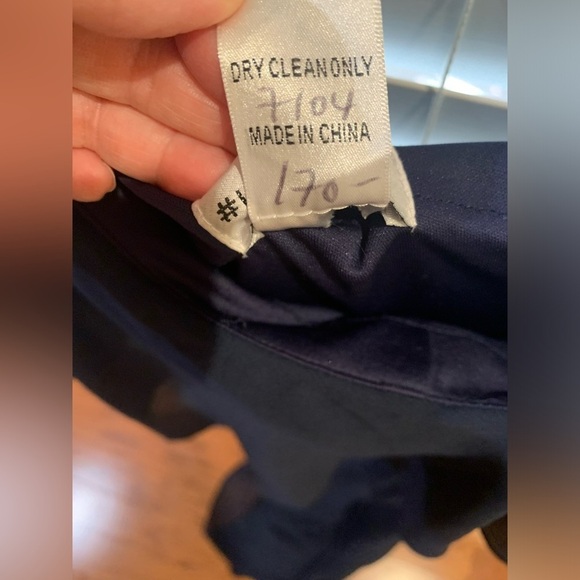 DRY CLEAN ONLY
7104
MADE IN CHINA
170-
#